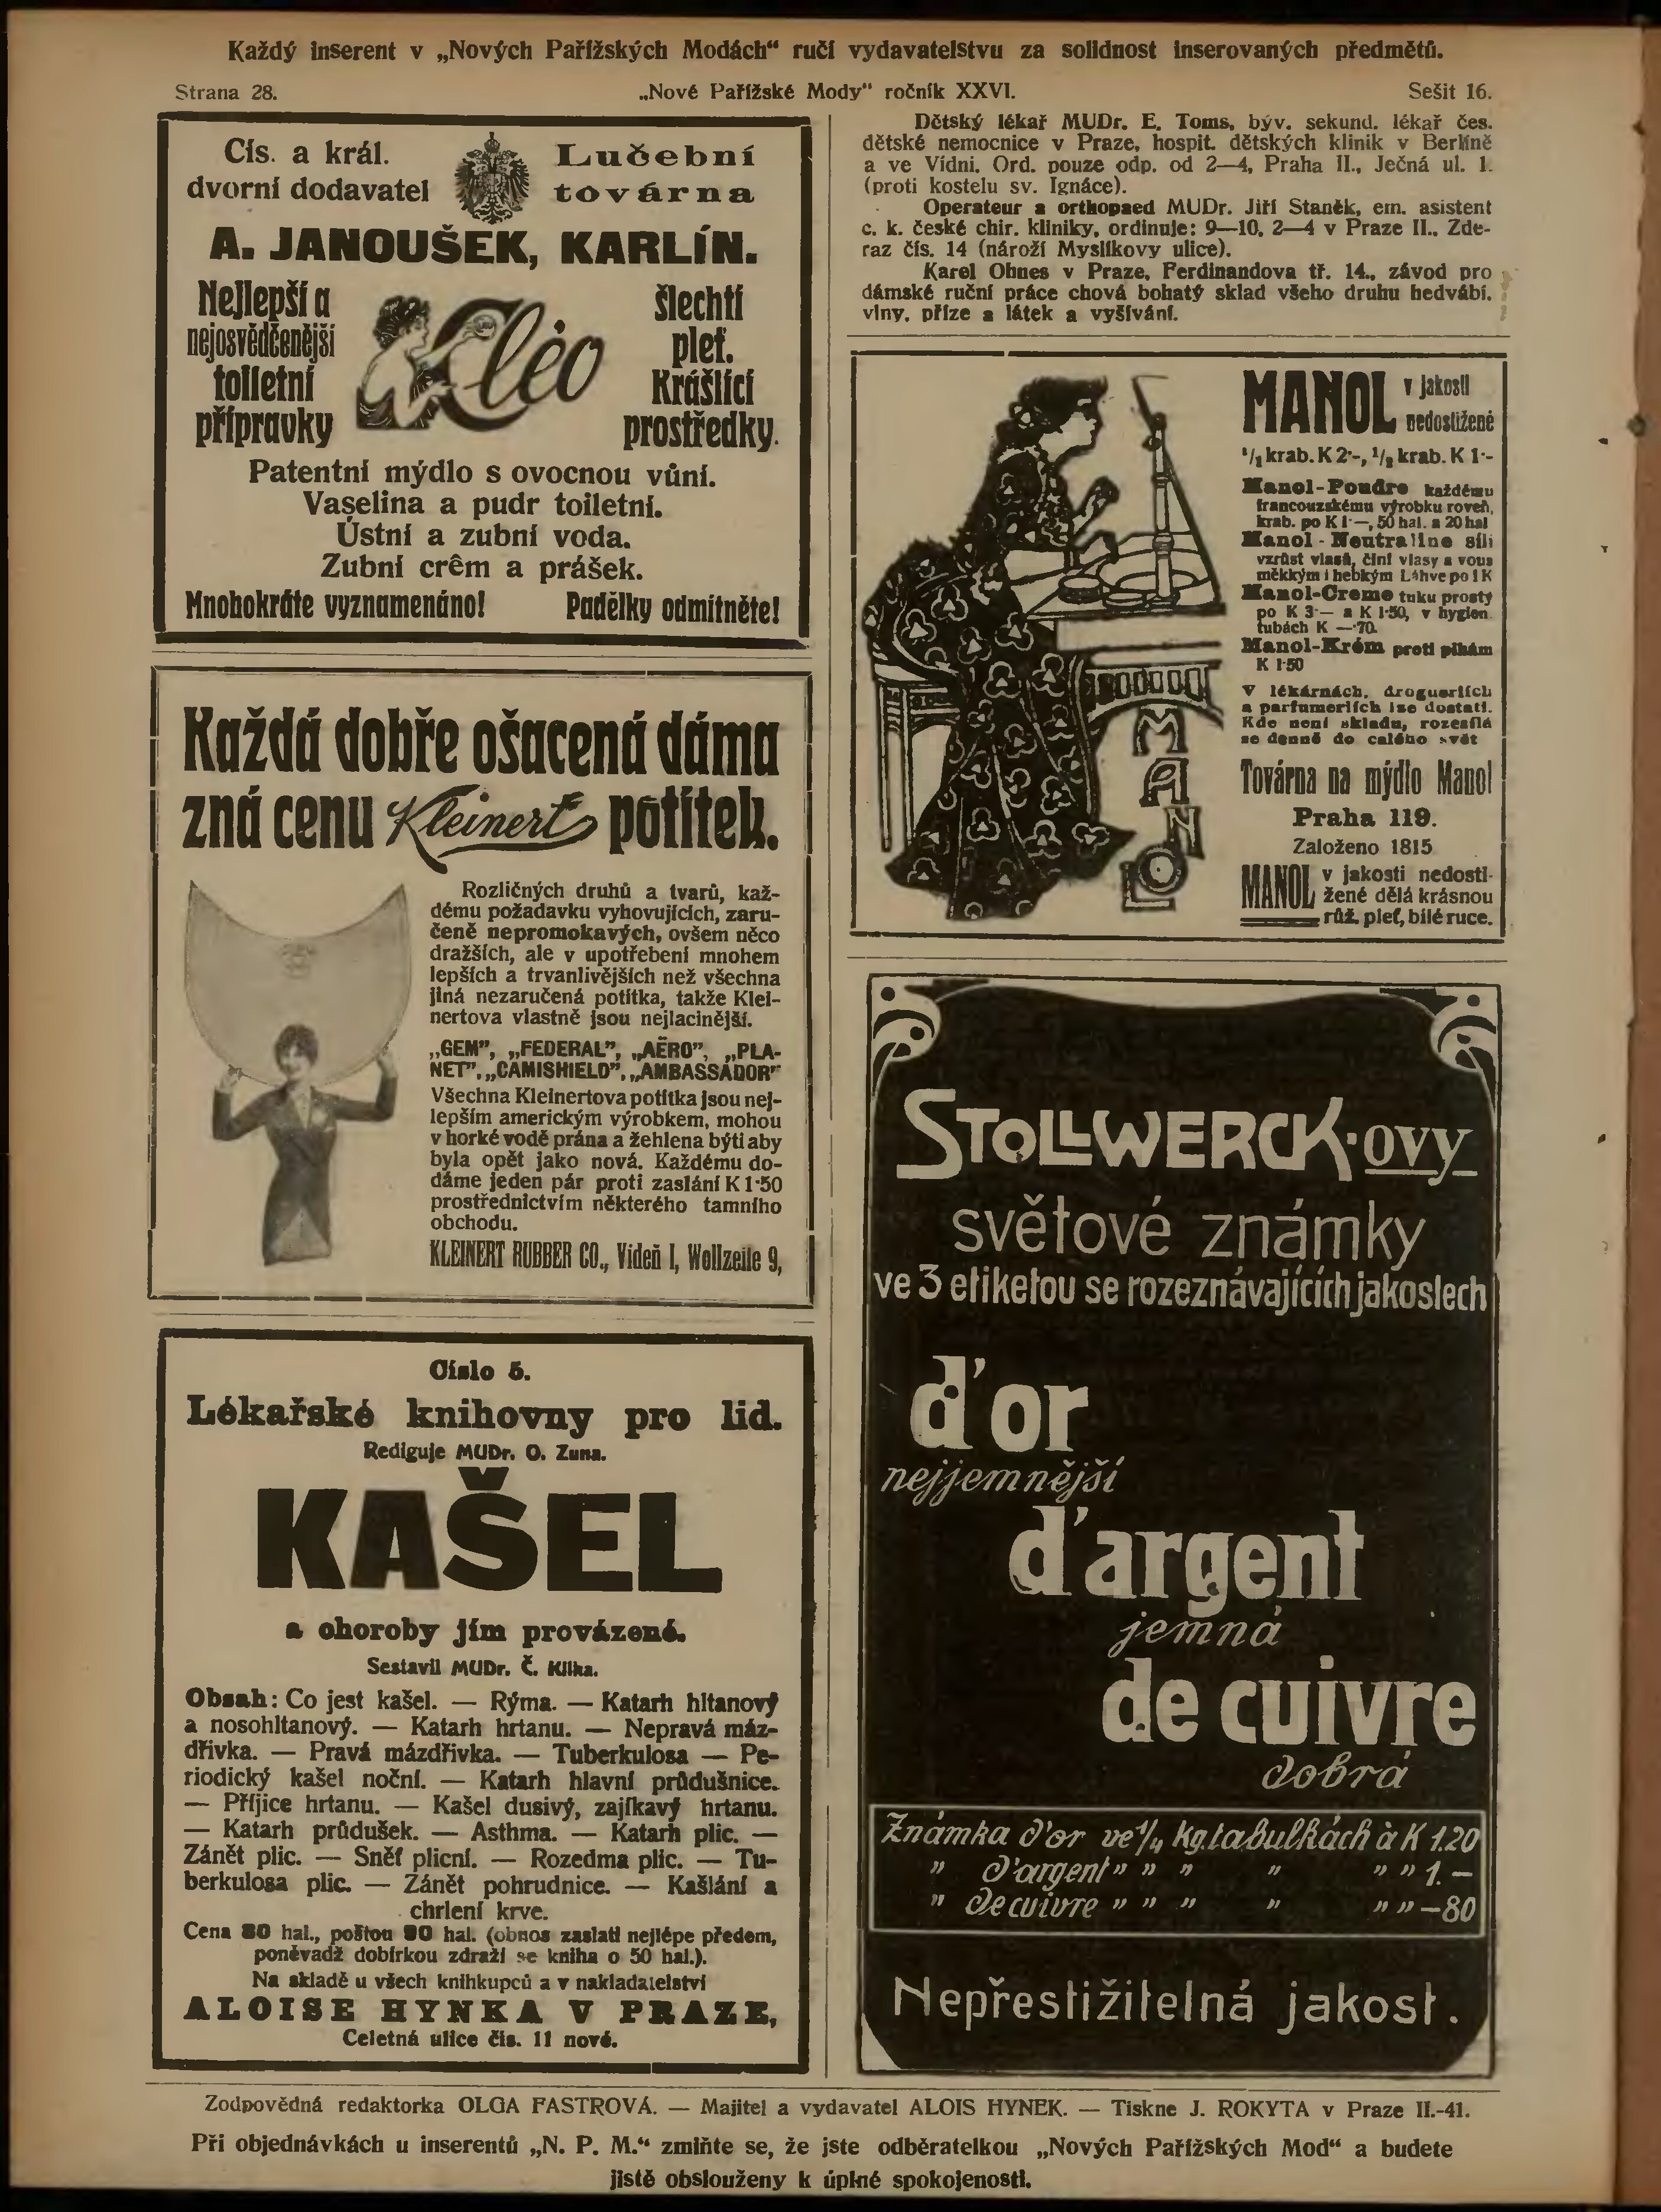 Každý inserent v „Nových Pařížských Modách“ ručí vydavatelstvu za solidnost inserovaných předmětů.
Strana 28.
„Nové Pařížské Mody“ ročník XXVI.
Sešit 16.
Cís. a král.
dvorní dodavatel
Lučební
továrna
A. JANOUŠEK, KARLÍN.
Nejlepší a
nejosvědčenější
toiletní
přípravky
Cléo
šlechtí
pleť.
Krášlící
prostředky.
Patentní mýdlo s ovocnou vůní.
Vaselina a pudr toiletní.
Ústní a zubní voda.
Zubní crêm a prášek.
Mnohokráte vyznamenáno!
Padělky odmítněte!
Každá dobře ošacená dáma
zná cenu Kleinert's potítek.
Rozličných druhů a tvarů, kaž-
dému požadavku vyhovujících, zaru-
čeně nepromokavých, ovšem něco
dražších, ale v upotřebení mnohem
lepších a trvanlivějších než všechna
jiná nezaručená potítka, takže Klei-
nertova vlastně jsou nejlacinější.
„GEM”, „FEDERAL”, „AËRO”, „PLA-
NET”, „CAMISHIELD”, „AMBASSADOR”
Všechna Kleinertova potítka jsou nej-
lepším americkým výrobkem, mohou
v horké vodě prána a žehlena býti aby
byla opět jako nová. Každému do-
dáme jeden pár proti zaslání K 1·50
prostřednictvím některého tamního
obchodu.
KLEINERT RUBBER CO., Vídeň I, Wollzeile 9,
Číslo 5.
Lékařské knihovny pro lid.
Rediguje MUDr. O. Zuna.
KAŠEL
a choroby jím provázené.
Sestavil MUDr. Č. Klika.
Obsah: Co jest kašel. — Rýma. — Katarh hltanový
a nosohltanový. — Katarh hrtanu. — Nepravá máz-
dřivka. — Pravá mázdřivka. — Tuberkulosa — Pe-
riodický kašel noční. — Katarh hlavní průdušnice.
— Příjice hrtanu. — Kašel dusivý, zajíkavý hrtanu.
— Katarh průdušek. — Asthma. — Katarh plic. —
Zánět plic. — Sněť plicní. — Rozedma plic. — Tu-
berkulosa plic. — Zánět pohrudnice. — Kašlání a
chrlení krve.
Cena 80 hal., poštou 90 hal. (obnos zaslati nejlépe předem,
poněvadž dobírkou zdraží se kniha o 50 hal.).
Na skladě u všech knihkupců a v nakladatelství
ALOISE HYNKA V PRAZE,
Celetná ulice čís. 11 nové.
Dětský lékař MUDr. E. Toms, býv. sekund. lékař čes.
dětské nemocnice v Praze, hospit. dětských klinik v Berlíně
a ve Vídni. Ord. pouze odp. od 2—4, Praha II., Ječná ul. 1.
(proti kostelu sv. Ignáce).
Operateur a orthopaed MUDr. Jiří Staněk, em. asistent
c. k. české chir. kliniky, ordinuje: 9—10, 2—4 v Praze II., Zde-
raz čís. 14 (nároží Myslíkovy ulice).
Karel Ohnes v Praze, Ferdinandova tř. 14., závod pro
dámské ruční práce chová bohatý sklad všeho druhu hedvábí.
vlny, příze a látek a vyšívání.
MANOL
MANOL v jakosti
nedostižené
¹/₁ krab. K 2·-, ¹/₂ krab. K 1·-
Manol-Poudre každému
francouzskému výrobku roveň,
krab. po K 1·—, 50 hal. a 20 hal
Manol-Neutraline sílí
vzrůst vlasů, činí vlasy a vous
měkkým i hebkým Láhve po 1 K
Manol-Creme tuku prostý
po K 3·— a K 1·50, v hygien
tubách K —·70.
Manol-Krém proti pihám
K 1·50
V lékárnách, drogueriích
a parfumeriích lze dostati.
Kde není skladu, rozesílá
se denně do calého svět
Továrna na mýdlo Manol
Praha 119.
Založeno 1815
MANOL v jakosti nedosti-
žené dělá krásnou
růž. pleť, bílé ruce.
STOLLWERCK-ovy
světové známky
ve 3 etiketou se rozeznávajících jakostech
d'or
nejjemnější
d'argent
jemná
de cuivre
dobrá
Známka d'or ve ¼ kg. tabulkách à K 1.20
„ d'argent „ „ „ „ „ „ 1.—
„ de cuivre „ „ „ „ „ „ —80
Nepřestižitelná jakost.
Zodpovědná redaktorka OLGA FASTROVÁ. — Majitel a vydavatel ALOIS HYNEK. — Tiskne J. ROKYTA v Praze II.-41.
Při objednávkách u inserentů „N. P. M.“ zmiňte se, že jste odběratelkou „Nových Pařížských Mod“ a budete
jistě obslouženy k úplné spokojenosti.